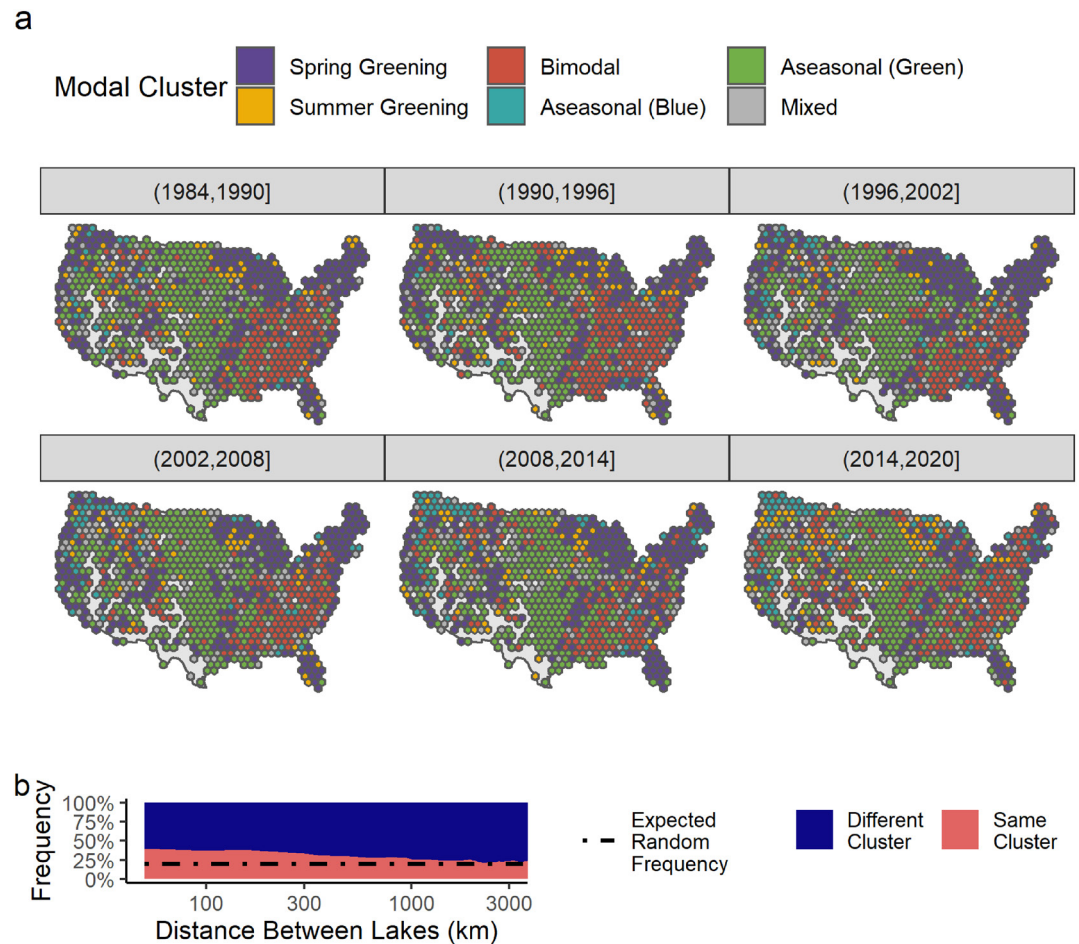 a
Modal Cluster
Spring Greening
Bimodal
Aseasonal (Green)
Summer Greening
Aseasonal (Blue)
Mixed
(1984,1990]
(1990,1996]
(1996,2002]
(2002,2008]
(2008,2014]
(2014,2020]
b
Frequency
100%
75%
50%
25%
0%
100
300
1000
3000
Distance Between Lakes (km)
Expected
Random
Frequency
Different
Cluster
Same
Cluster